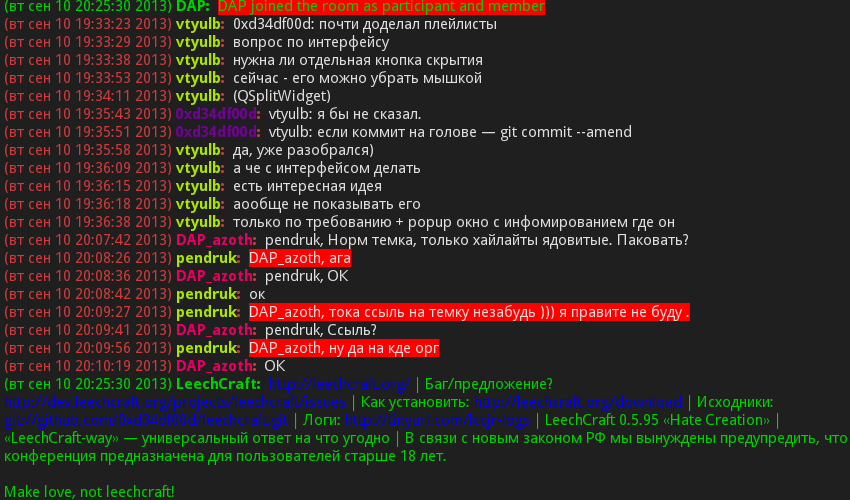 (вт сен 10 20:25:30 2013) DAP: DAP joined the room as participant and member
(вт сен 10 19:33:23 2013) vtyulb: 0xd34df00d: почти доделал плейлисты
(вт сен 10 19:33:29 2013) vtyulb: вопрос по интерфейсу
(вт сен 10 19:33:38 2013) vtyulb: нужна ли отдельная кнопка скрытия
(вт сен 10 19:33:53 2013) vtyulb: сейчас - его можно убрать мышкой
(вт сен 10 19:34:11 2013) vtyulb: (QSplitWidget)
(вт сен 10 19:35:43 2013) 0xd34df00d: vtyulb: я бы не сказал.
(вт сен 10 19:35:51 2013) 0xd34df00d: vtyulb: если коммит на голове — git commit --amend
(вт сен 10 19:35:58 2013) vtyulb: да, уже разобрался)
(вт сен 10 19:36:09 2013) vtyulb: а че с интерфейсом делать
(вт сен 10 19:36:15 2013) vtyulb: есть интересная идея
(вт сен 10 19:36:18 2013) vtyulb: аообще не показывать его
(вт сен 10 19:36:38 2013) vtyulb: только по требованию + popup окно с инфомированием где он
(вт сен 10 20:07:42 2013) DAP_azoth: pendruk, Норм темка, только хайлайты ядовитые. Паковать?
(вт сен 10 20:08:26 2013) pendruk: DAP_azoth, ага
(вт сен 10 20:08:36 2013) DAP_azoth: pendruk, ОК
(вт сен 10 20:08:42 2013) pendruk: ок
(вт сен 10 20:09:27 2013) pendruk: DAP_azoth, тока ссыль на темку незабудь ))) я правите не буду .
(вт сен 10 20:09:41 2013) DAP_azoth: pendruk, Ссыль?
(вт сен 10 20:09:56 2013) pendruk: DAP_azoth, ну да на кде орг
(вт сен 10 20:10:19 2013) DAP_azoth: ОК
(вт сен 10 20:25:30 2013) LeechCraft: http://leechcraft.org/ | Баг/предложение?
http://dev.leechcraft.org/projects/leechcraft/issues | Как установить: http://leechcraft.org/download | Исходники:
git://github.com/0xd34df00d/leechcraft.git | Логи: http://tinyurl.com/lcrjr-logs | LeechCraft 0.5.95 «Hate Creation» |
«LeechCraft-way» — универсальный ответ на что угодно | В связи с новым законом РФ мы вынуждены предупредить, что
конференция предназначена для пользователей старше 18 лет.
Make love, not leechcraft!